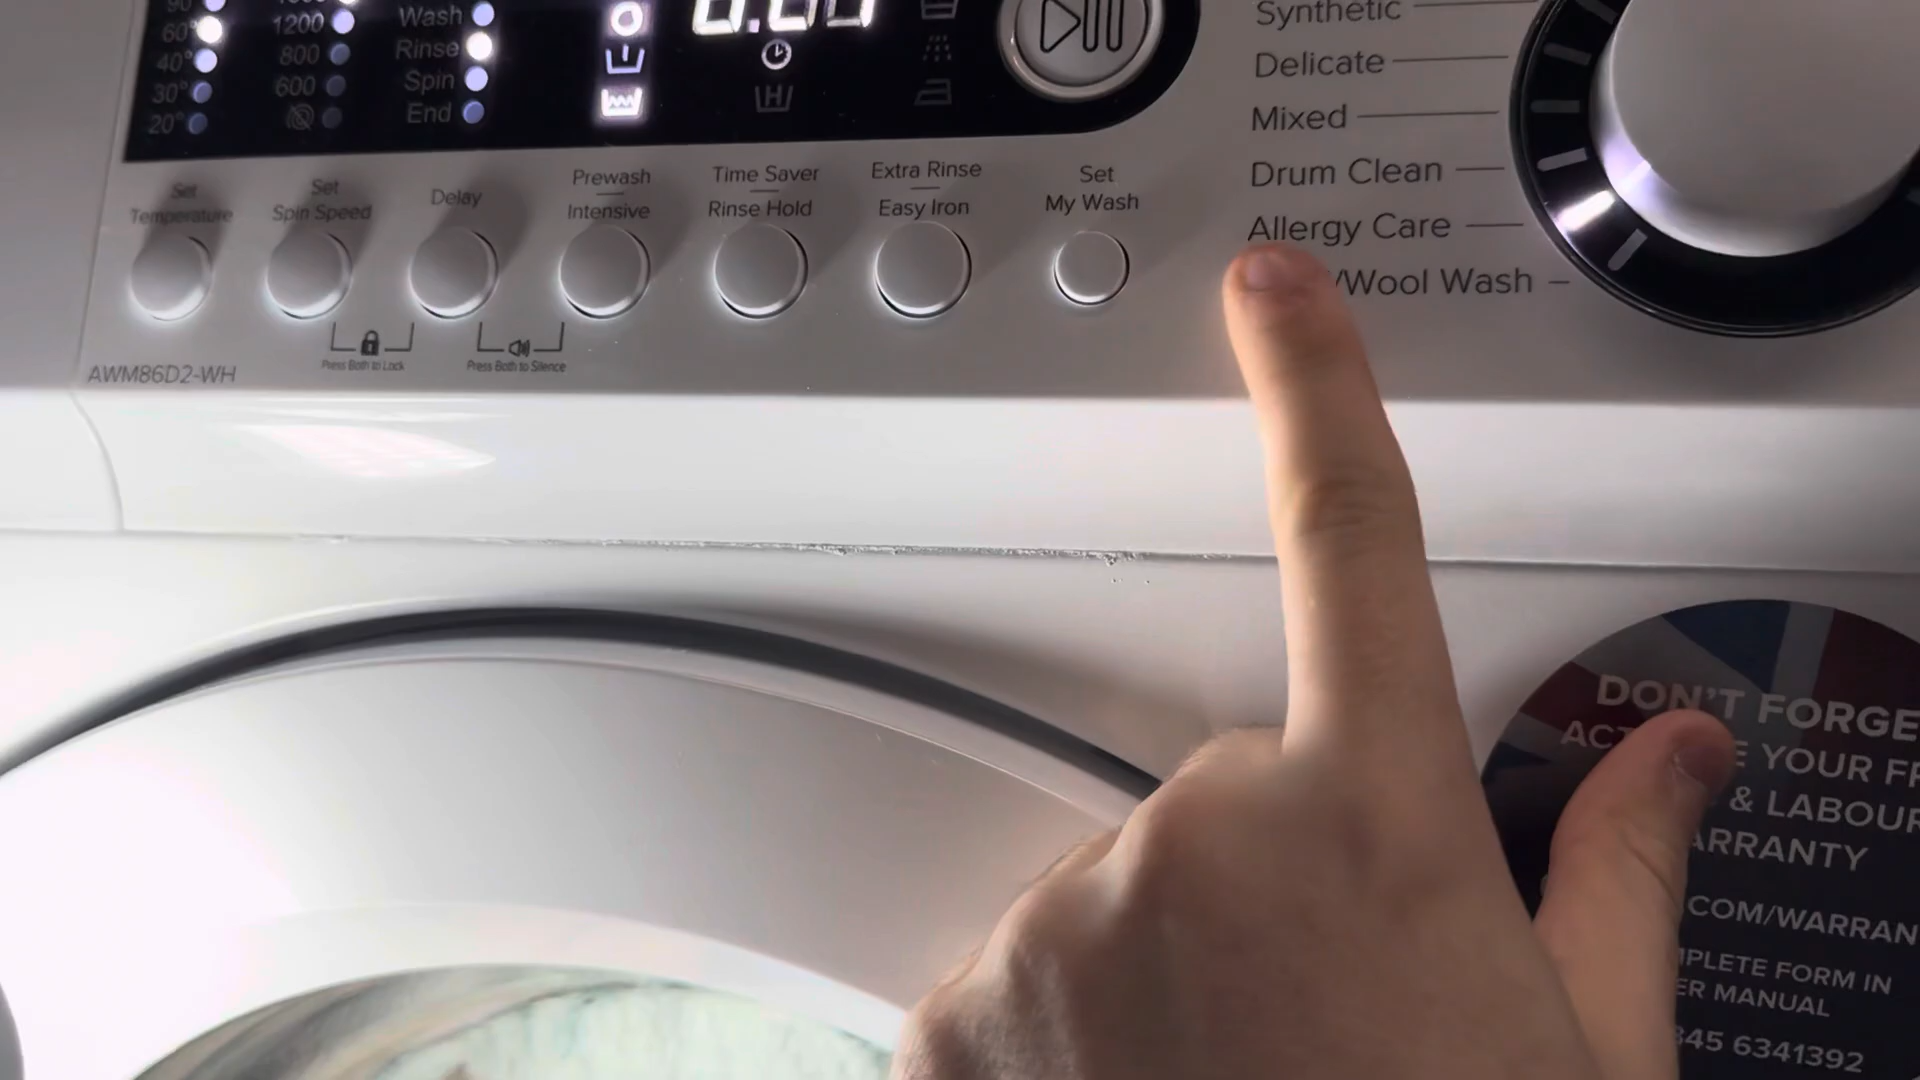 60°
40°
30°
20°
1200
800
600
Wash
Rinse
Spin
End
Set
Temperature
Set
Spin Speed
Delay
Prewash
Intensive
Time Saver
Rinse Hold
Extra Rinse
Easy Iron
Set
My Wash
Press Both to Lock
Press Both to Silence
AWM86D2-WH
Synthetic
Delicate
Mixed
Drum Clean
Allergy Care
/Wool Wash
DON'T FORGE
YOUR
& LABOUR
ARRANTY
.COM/WARRAN
FORM IN
ER MANUAL
345 6341392